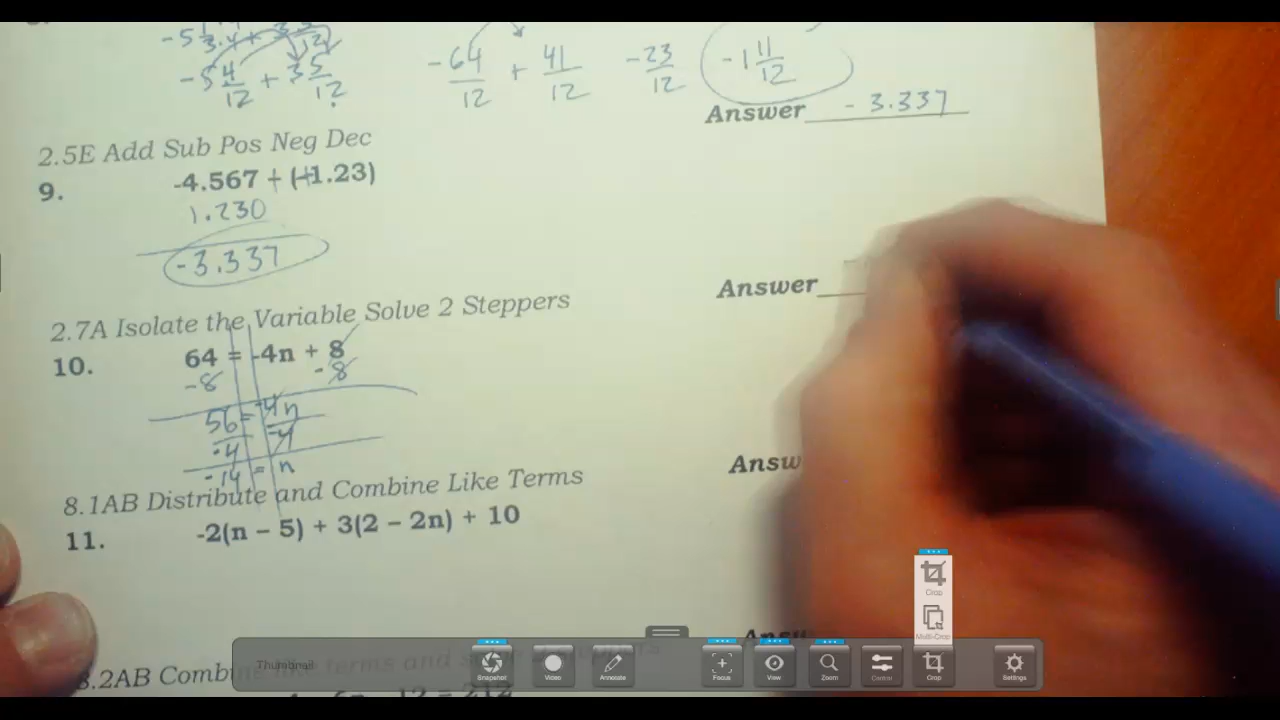 -5 4/12 + 3 5/12
-64/12 + 41/12 -23/12 -1 11/12
Answer -3.337
2.5E Add Sub Pos Neg Dec
9. -4.567 + (+1.23)
1.230
-3.337
Answer
2.7A Isolate the Variable Solve 2 Steppers
10. 64 = -4n + 8
-8 -8
56 = -4n
-4 -4
-14 = n
8.1AB Distribute and Combine Like Terms
11. -2(n – 5) + 3(2 – 2n) + 10
Crop
Multi-Crop
8.2AB
Thumbnail
Snapshot
Video
Annotate
Focus
View
Zoom
Crop
Settings